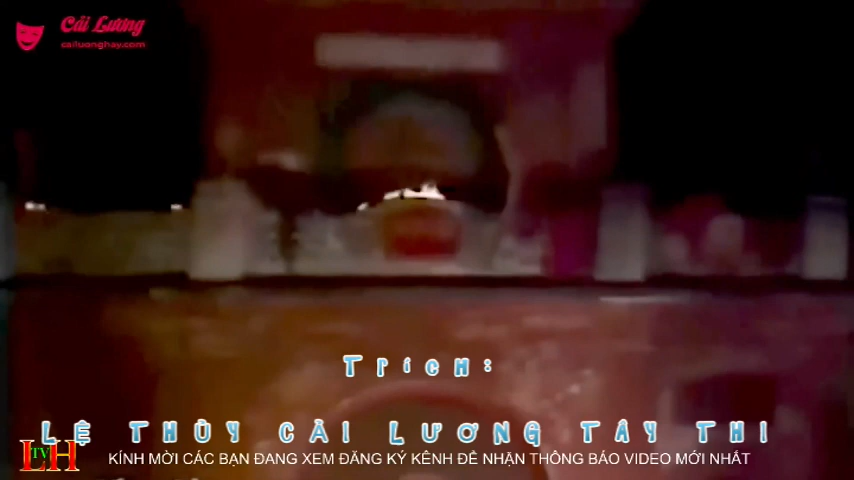 Cải Lương
cailuonghay.com
Trích:
LỆ THỦY CẢI LƯƠNG TÂY THI
LTVH
KÍNH MỜI CÁC BẠN ĐANG XEM ĐĂNG KÝ KÊNH ĐỂ NHẬN THÔNG BÁO VIDEO MỚI NHẤT